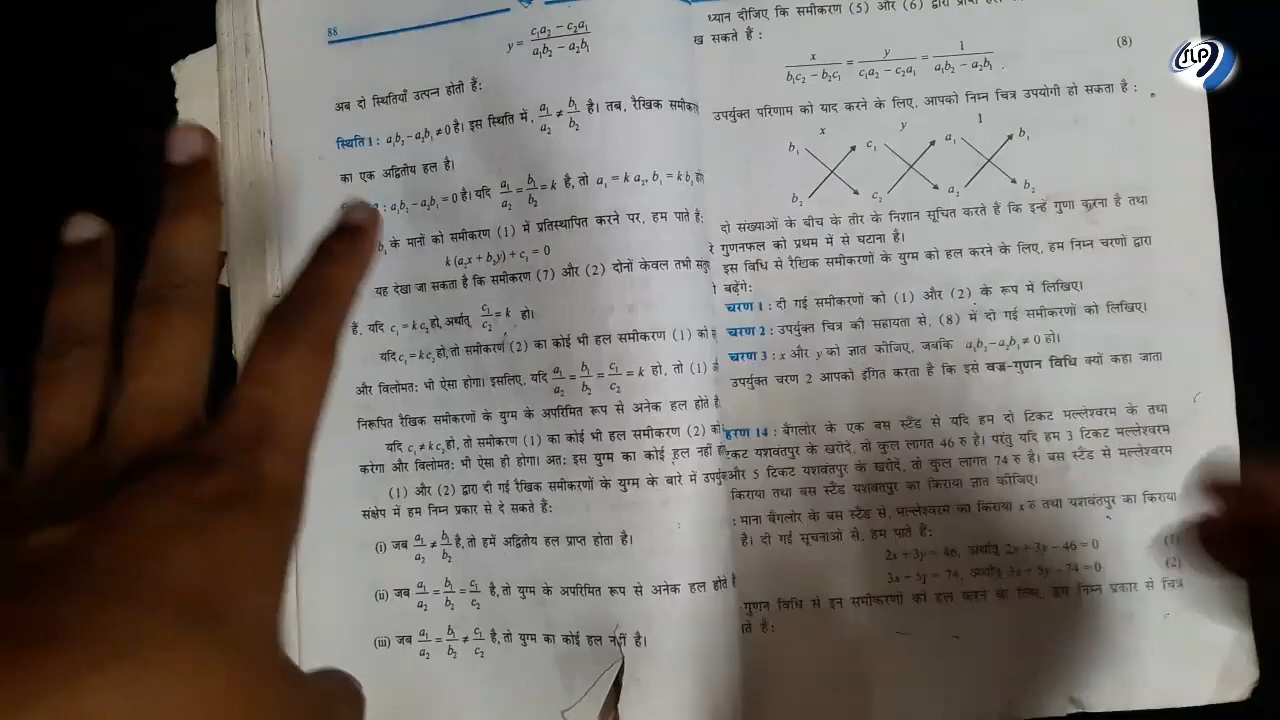 88
y = (c₁a₂ − c₂a₁) / (a₁b₂ − a₂b₁)
अब दो स्थितियाँ उत्पन्न होती हैं:
स्थिति 1 : a₁b₂ − a₂b₁ ≠ 0 है। इस स्थिति में, a₁/a₂ ≠ b₁/b₂ है। तब, रैखिक
का एक अद्वितीय हल है।
: a₁b₂ − a₂b₁ = 0 है। यदि a₁/a₂ = b₁/b₂ = k है, तो a₁ = k a₂, b₁ = k b₂
b₁ के मानों को समीकरण (1) में प्रतिस्थापित करने पर, हम पाते हैं:
k (a₂x + b₂y) + c₁ = 0
यह देखा जा सकता है कि समीकरण (7) और (2) दोनों केवल तभी
हैं, यदि c₁ = k c₂ हो, अर्थात् c₁/c₂ = k हो।
यदि c₁ = k c₂ हो, तो समीकरण (2) का कोई भी हल समीकरण (1) को
और विलोमत: भी ऐसा होगा। इसलिए, यदि a₁/a₂ = b₁/b₂ = c₁/c₂ = k हो, तो (1)
निरूपित रैखिक समीकरणों के युग्म के अपरिमित रूप से अनेक हल होते
यदि c₁ ≠ k c₂ हो, तो समीकरण (1) का कोई भी हल समीकरण (2) को
करेगा और विलोमत: भी ऐसा ही होगा। अत: इस युग्म का कोई हल नहीं
(1) और (2) द्वारा दी गई रैखिक समीकरणों के युग्म के बारे में
संक्षेप में हम निम्न प्रकार से दे सकते हैं:
(i) जब a₁/a₂ ≠ b₁/b₂ है, तो हमें अद्वितीय हल प्राप्त होता है।
(ii) जब a₁/a₂ = b₁/b₂ = c₁/c₂ है, तो युग्म के अपरिमित रूप से अनेक हल होते
(iii) जब a₁/a₂ = b₁/b₂ ≠ c₁/c₂ है, तो युग्म का कोई हल नहीं है।
ध्यान दीजिए कि समीकरण (5) और (6) द्वारा
सकते हैं :
x/(b₁c₂ − b₂c₁) = y/(c₁a₂ − c₂a₁) = 1/(a₁b₂ − a₂b₁) (8)
उपर्युक्त परिणाम को याद करने के लिए, आपको निम्न चित्र उपयोगी हो सकता है :
x y 1
b₁ c₁ a₁ b₁
b₂ c₂ a₂ b₂
दो संख्याओं के बीच के तीर के निशान सूचित करते हैं कि इन्हें गुणा करना है तथा
गुणनफल को प्रथम में से घटाना है।
इस विधि से रैखिक समीकरणों के युग्म को हल करने के लिए, हम निम्न चरणों द्वारा
बढ़ेंगे:
चरण 1 : दी गई समीकरणों को (1) और (2) के रूप में लिखिए।
चरण 2 : उपर्युक्त चित्र की सहायता से, (8) में दी गई समीकरणों को लिखिए।
चरण 3 : x और y को ज्ञात कीजिए, जबकि a₁b₂ − a₂b₁ ≠ 0 हो।
उपर्युक्त चरण 2 आपको इंगित करता है कि इसे वज्र-गुणन विधि क्यों कहा जाता
14 : बैंगलोर के एक बस स्टैंड से यदि हम दो टिकट मल्लेश्वरम के तथा
यशवंतपुर के खरीदें, तो कुल लागत 46 रु है। परंतु यदि हम 3 टिकट मल्लेश्वरम
और 5 टिकट यशवंतपुर के खरीदें, तो कुल लागत 74 रु है। बस स्टैंड से मल्लेश्वरम
किराया तथा बस स्टैंड यशवंतपुर का किराया ज्ञात कीजिए।
: माना बैंगलोर के बस स्टैंड से, मल्लेश्वरम का किराया x रु तथा यशवंतपुर का किराया
है। दी गई सूचनाओं से, हम पाते हैं:
2x + 3y = 46, अर्थात् 2x + 3y − 46 = 0 (1)
3x + 5y = 74, अर्थात् 3x + 5y − 74 = 0 (2)
गुणन विधि से इन समीकरणों को हल करने के लिए, हम निम्न प्रकार से चित्र
हैं:
SLP